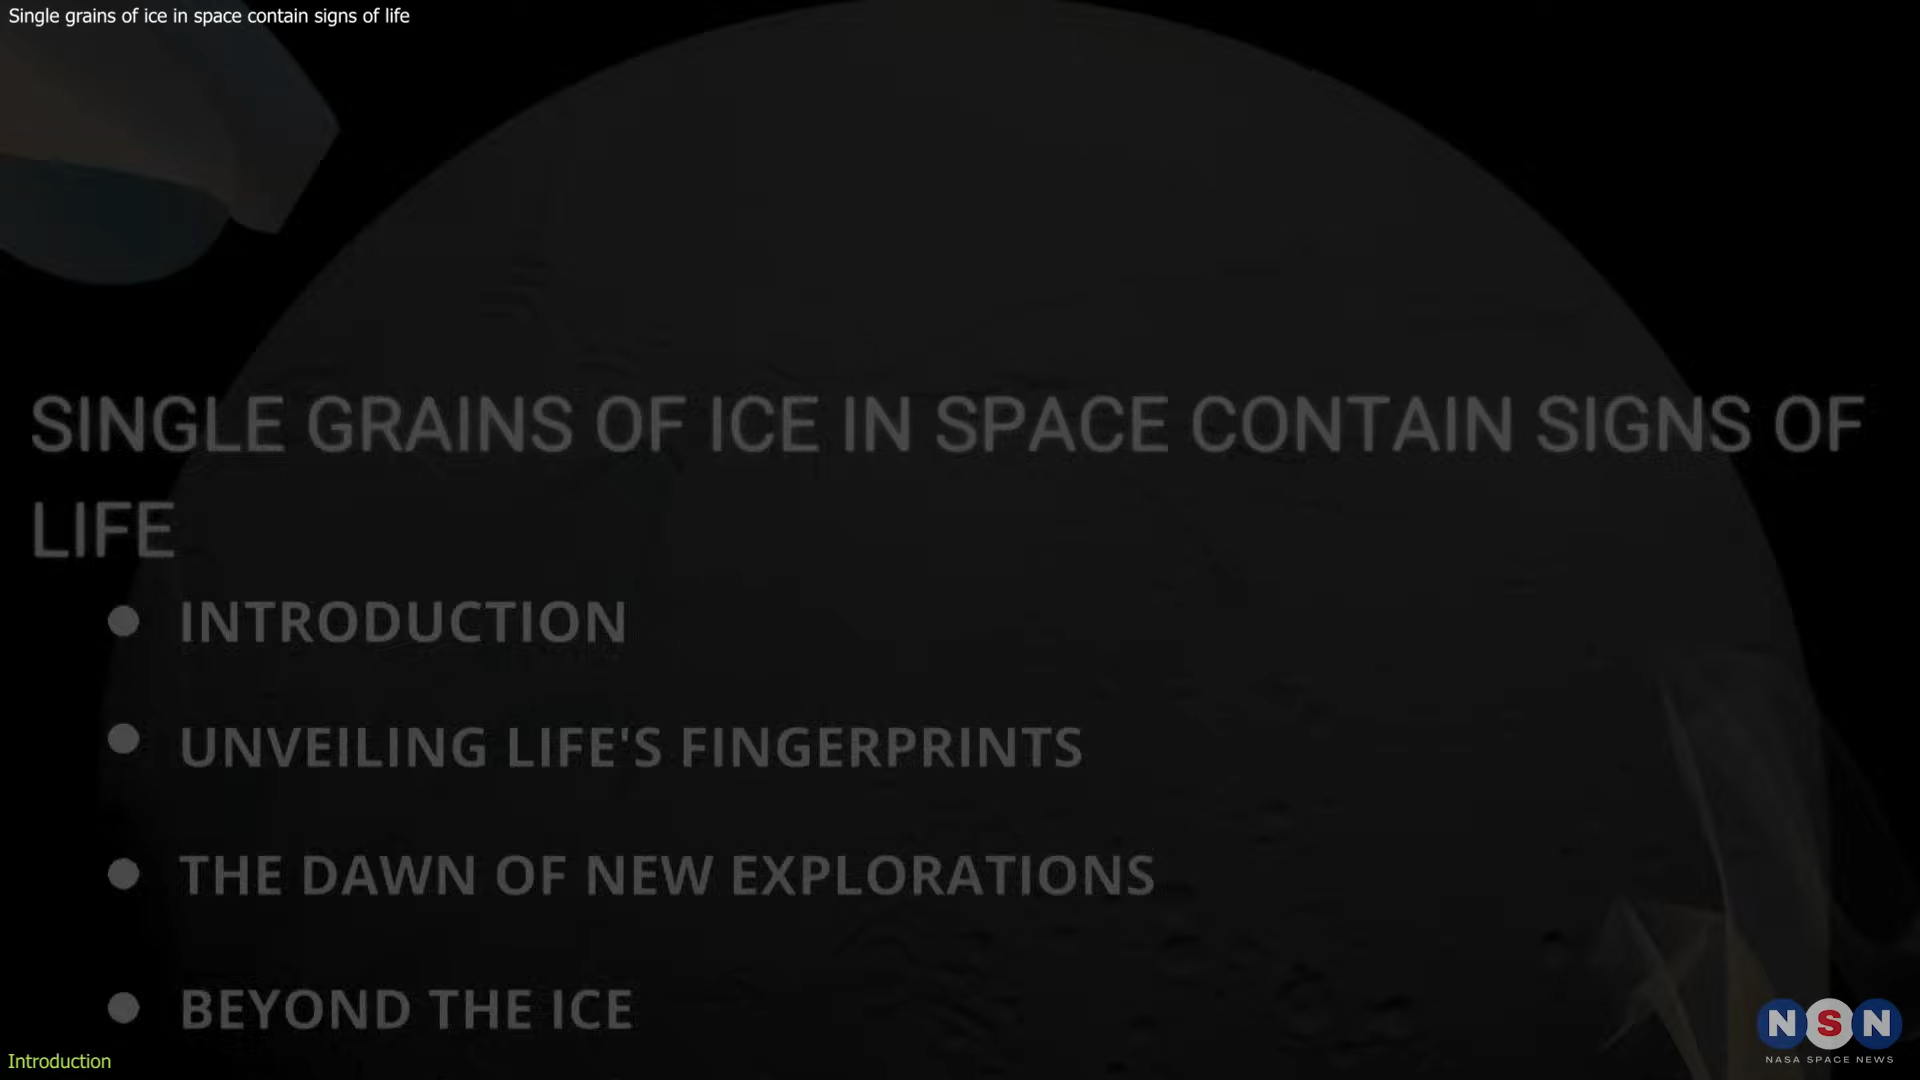 Single grains of ice in space contain signs of life
SINGLE GRAINS OF ICE IN SPACE CONTAIN SIGNS OF
LIFE
● INTRODUCTION
● UNVEILING LIFE'S FINGERPRINTS
● THE DAWN OF NEW EXPLORATIONS
● BEYOND THE ICE
Introduction
NSN
NASA SPACE NEWS